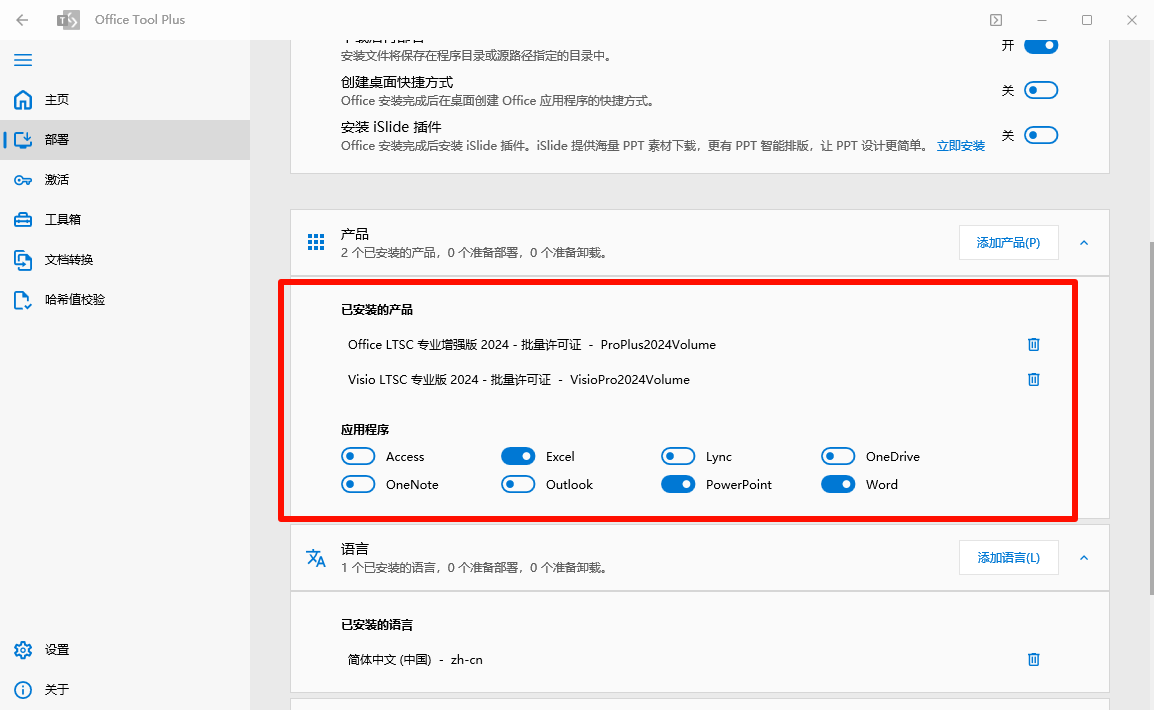 Office Tool Plus
主页
部署
激活
工具箱
文档转换
哈希值校验
设置
关于
安装文件将保存在程序目录或源路径指定的目录中。
开
创建桌面快捷方式
Office 安装完成后在桌面创建 Office 应用程序的快捷方式。
关
安装 iSlide 插件
Office 安装完成后安装 iSlide 插件。iSlide 提供海量 PPT 素材下载，更有 PPT 智能排版，让 PPT 设计更简单。 立即安装
关
产品
2 个已安装的产品，0 个准备部署，0 个准备卸载。
添加产品(P)
已安装的产品
Office LTSC 专业增强版 2024 - 批量许可证 - ProPlus2024Volume
Visio LTSC 专业版 2024 - 批量许可证 - VisioPro2024Volume
应用程序
Access Excel Lync OneDrive
OneNote Outlook PowerPoint Word
语言
1 个已安装的语言，0 个准备部署，0 个准备卸载。
添加语言(L)
已安装的语言
简体中文 (中国) - zh-cn